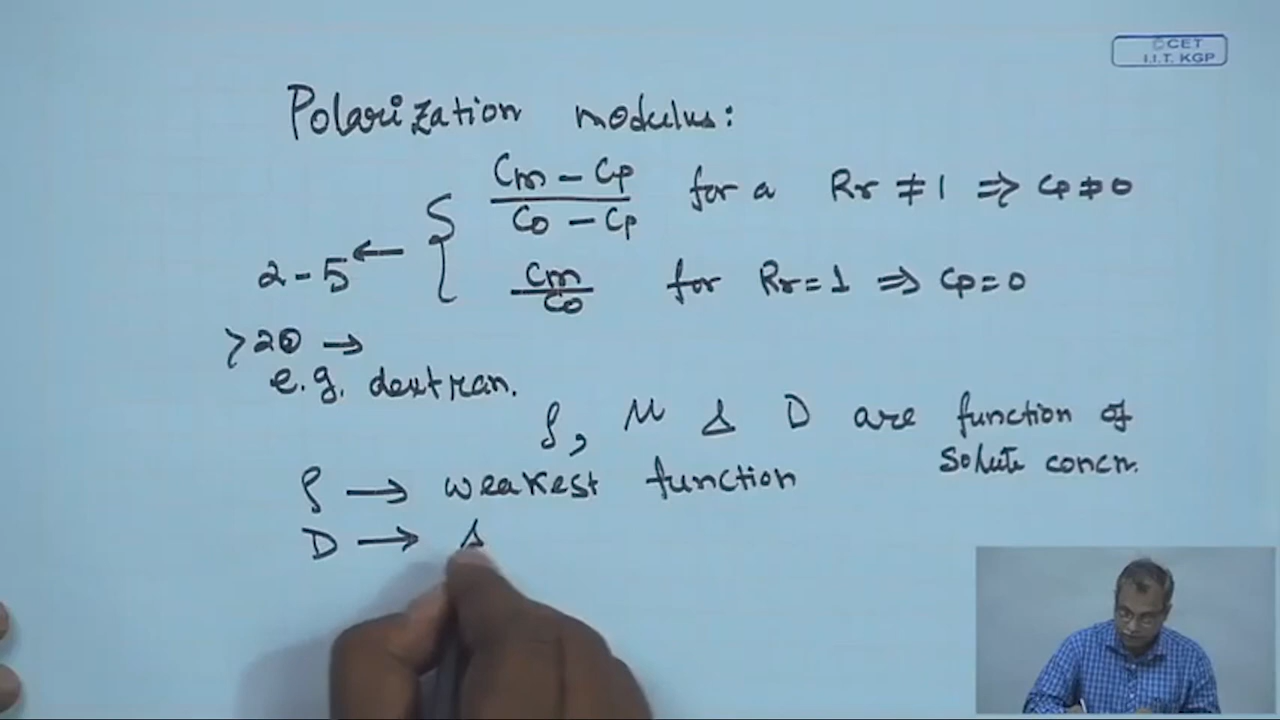 ©CET
I.I.T. KGP
Polarization modulus:
Cm - Cp / Co - Cp for a Rr ≠ 1 ⇒ Cp ≠ 0
2-5 ←
Cm / Co for Rr = 1 ⇒ Cp = 0
>20 →
e.g. dextran.
ρ, μ & D are function of
solute concn.
ρ → weakest function
D →